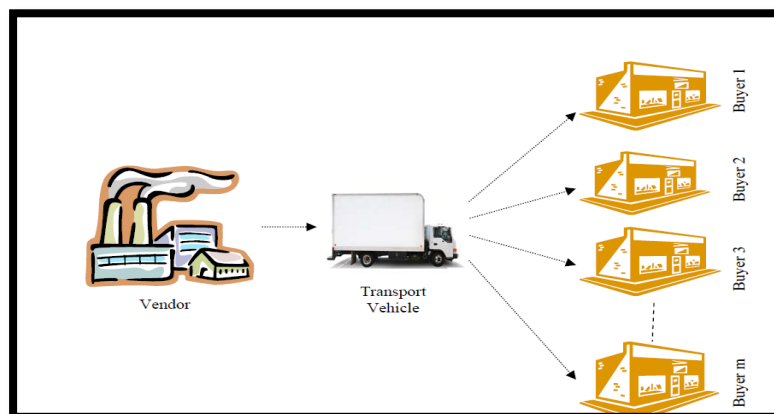 Buyer 1
Buyer 2
Buyer 3
Buyer m
Vendor
Transport
Vehicle